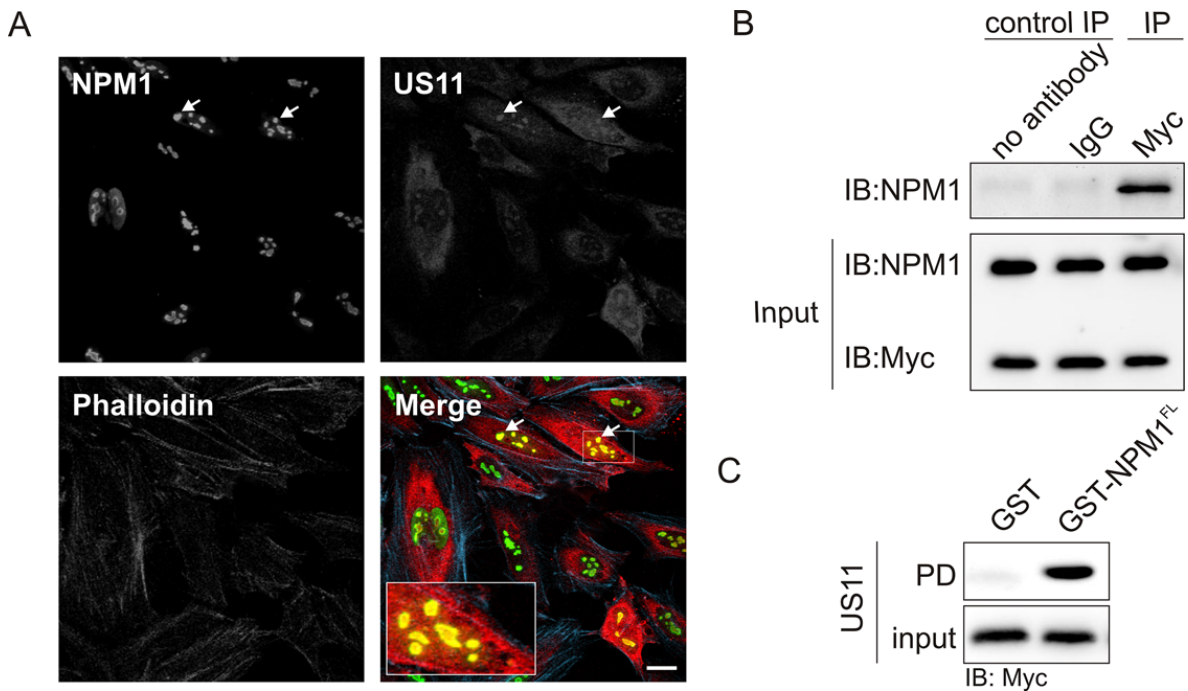 A
NPM1
US11
Phalloidin
Merge
B
control IP
IP
no antibody
IgG
Myc
IB:NPM1
Input
IB:NPM1
IB:Myc
C
GST
GST-NPM1FL
US11
PD
input
IB: Myc